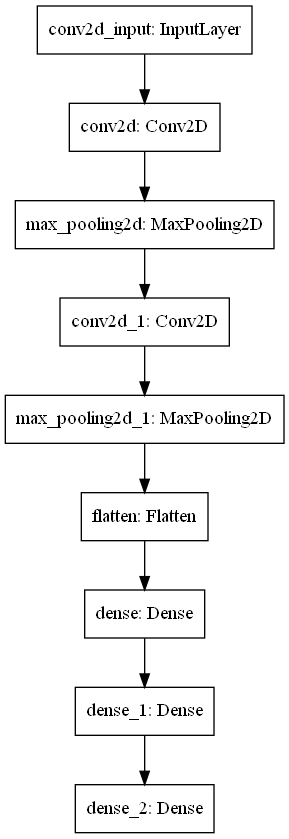 conv2d_input: InputLayer
conv2d: Conv2D
max_pooling2d: MaxPooling2D
conv2d_1: Conv2D
max_pooling2d_1: MaxPooling2D
flatten: Flatten
dense: Dense
dense_1: Dense
dense_2: Dense